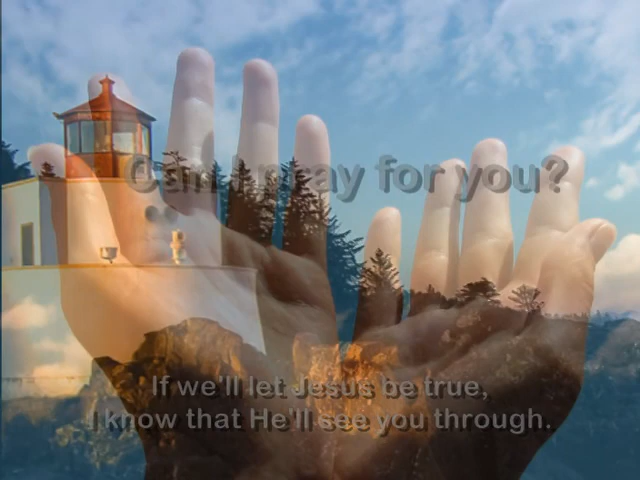 Can I pray for you?
If we'll let Jesus be true,
I know that He'll see you through.